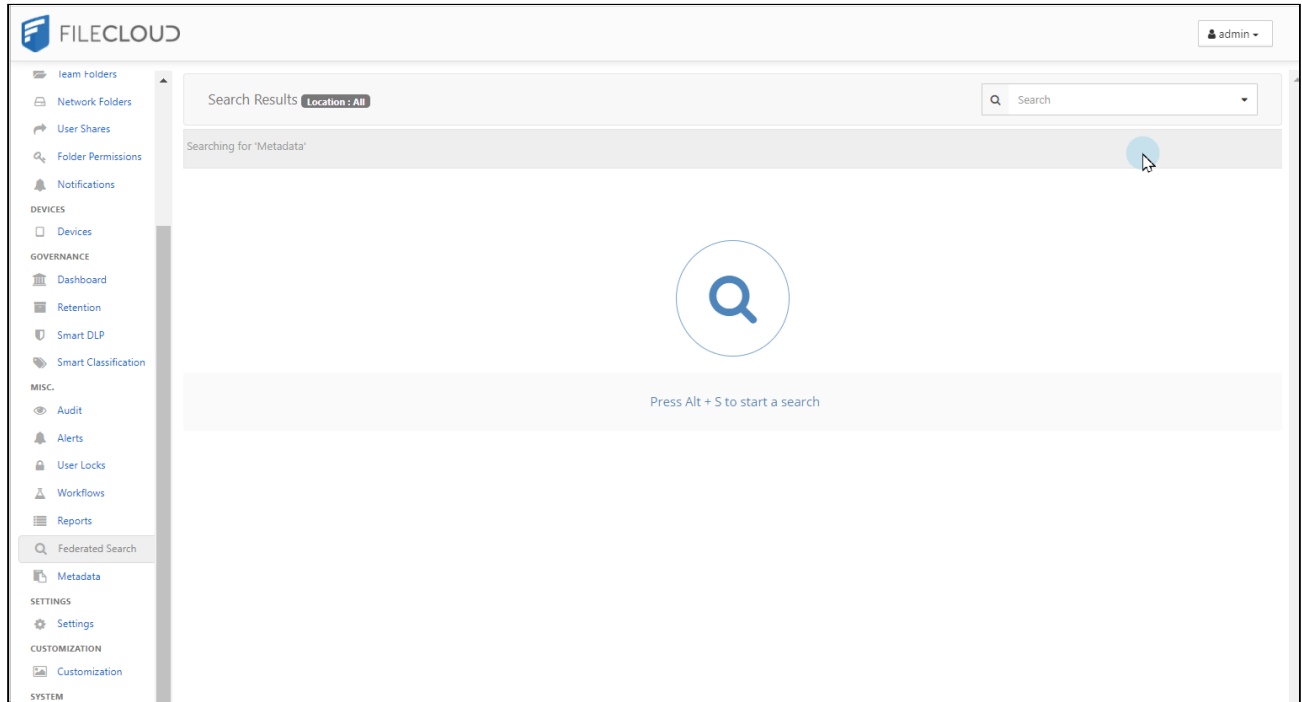 FILECLOUD
admin
Team Folders
Network Folders
User Shares
Folder Permissions
Notifications
DEVICES
Devices
GOVERNANCE
Dashboard
Retention
Smart DLP
Smart Classification
MISC.
Audit
Alerts
User Locks
Workflows
Reports
Federated Search
Metadata
SETTINGS
Settings
CUSTOMIZATION
Customization
SYSTEM
Search Results Location : All
Search
Searching for 'Metadata'
Press Alt + S to start a search